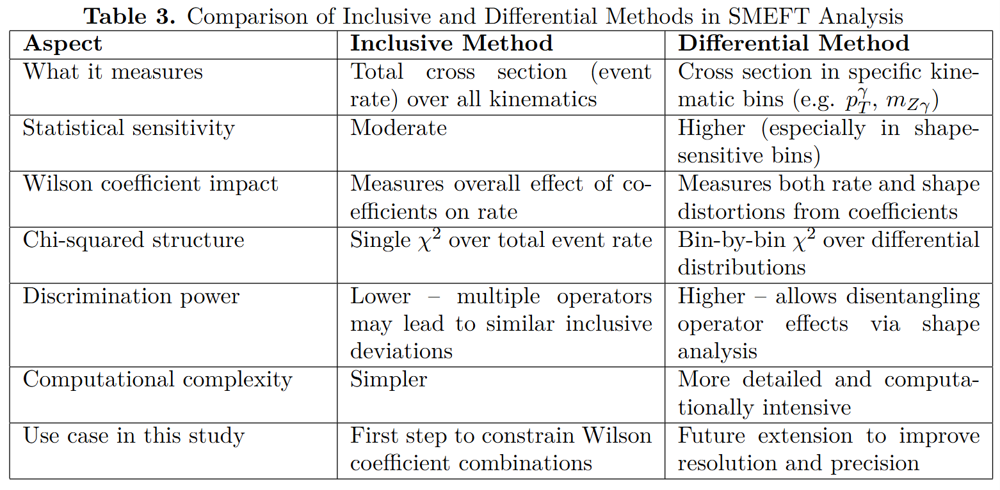 Table 3. Comparison of Inclusive and Differential Methods in SMEFT Analysis
Aspect Inclusive Method Differential Method
What it measures Total cross section (event Cross section in specific kine-
rate) over all kinematics matic bins (e.g. $p_T^\gamma$, $m_{Z\gamma}$)
Statistical sensitivity Moderate Higher (especially in shape-
sensitive bins)
Wilson coefficient impact Measures overall effect of co- Measures both rate and shape
efficients on rate distortions from coefficients
Chi-squared structure Single $\chi^2$ over total event rate Bin-by-bin $\chi^2$ over differential
distributions
Discrimination power Lower – multiple operators Higher – allows disentangling
may lead to similar inclusive operator effects via shape
deviations analysis
Computational complexity Simpler More detailed and computa-
tionally intensive
Use case in this study First step to constrain Wilson Future extension to improve
coefficient combinations resolution and precision